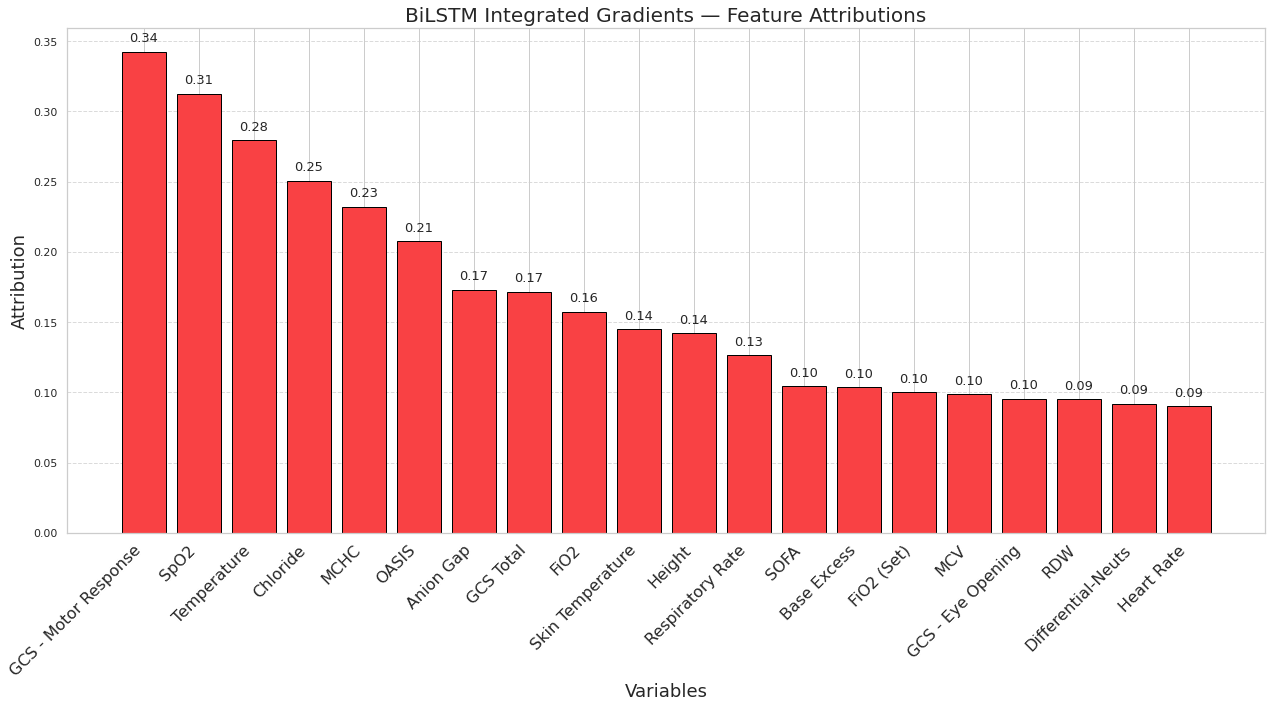 BiLSTM Integrated Gradients — Feature Attributions
Attribution
0.35
0.30
0.25
0.20
0.15
0.10
0.05
0.00
0.34
0.31
0.28
0.25
0.23
0.21
0.17
0.17
0.16
0.14
0.14
0.13
0.10
0.10
0.10
0.10
0.10
0.09
0.09
0.09
GCS - Motor Response
SpO2
Temperature
Chloride
MCHC
OASIS
Anion Gap
GCS Total
FiO2
Skin Temperature
Height
Respiratory Rate
SOFA
Base Excess
FiO2 (Set)
MCV
GCS - Eye Opening
RDW
Differential-Neuts
Heart Rate
Variables